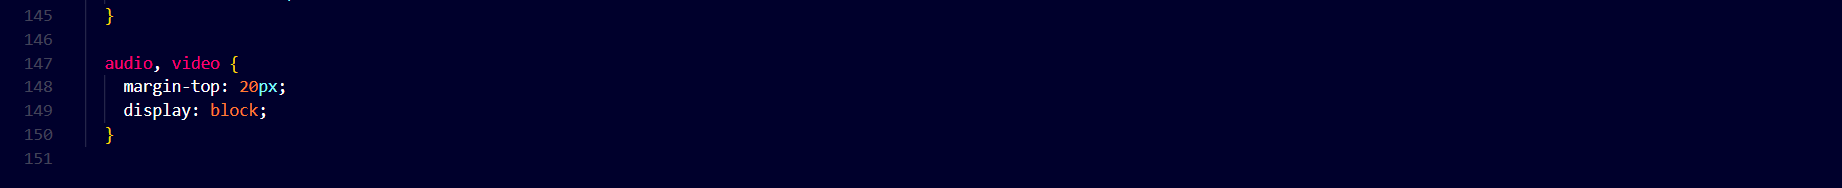 145 }
146
147 audio, video {
148 margin-top: 20px;
149 display: block;
150 }
151